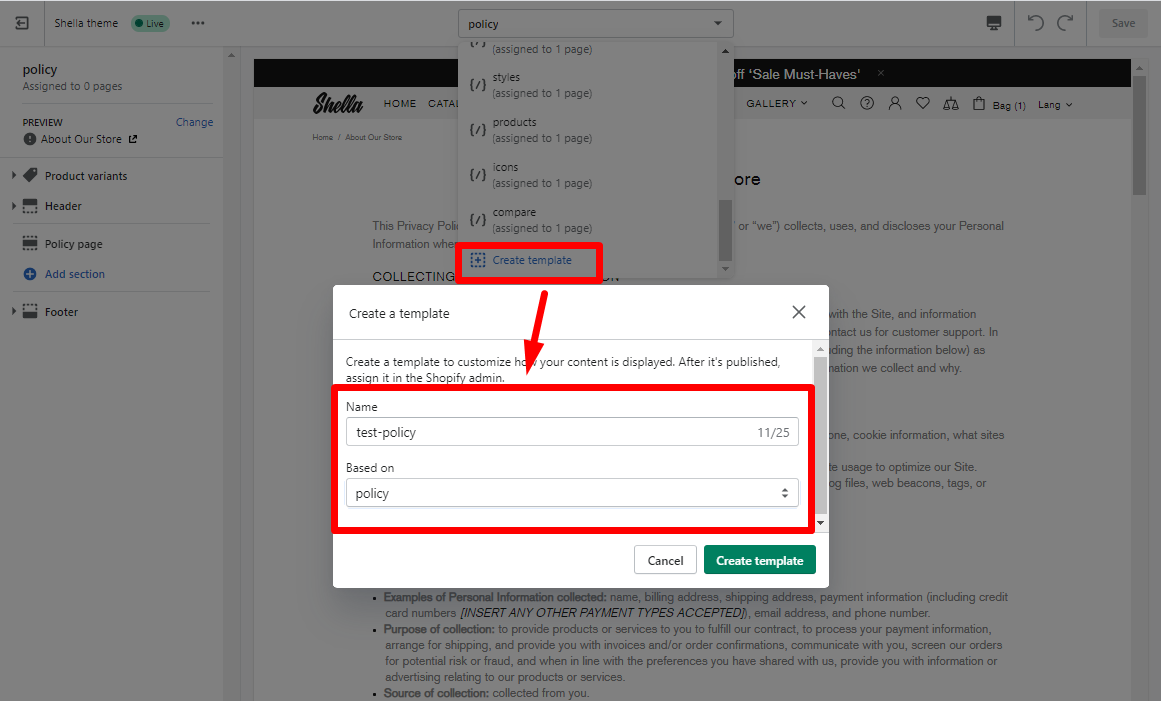 Shella theme
Live
policy
Save
policy
Assigned to 0 pages
PREVIEW
Change
About Our Store
Product variants
Header
Policy page
Add section
Footer
(assigned to 1 page)
styles
(assigned to 1 page)
products
(assigned to 1 page)
icons
(assigned to 1 page)
compare
(assigned to 1 page)
Create template
off ‘Sale Must-Haves’ ×
Shella
HOME
GALLERY
Bag (1)
Lang
Home / About Our Store
This Privacy
or “we”) collects, uses, and discloses your Personal
Information
COLLECTING
with the Site, and information
contact us for customer support. In
the information below) as
we collect and why.
cookie information, what sites
usage to optimize our Site.
files, web beacons, tags, or
Create a template
Create a template to customize how your content is displayed. After it's published,
assign it in the Shopify admin.
Name
test-policy
11/25
Based on
policy
Cancel
Create template
• Examples of Personal Information collected: name, billing address, shipping address, payment information (including credit
card numbers [INSERT ANY OTHER PAYMENT TYPES ACCEPTED]), email address, and phone number.
• Purpose of collection: to provide products or services to you to fulfill our contract, to process your payment information,
arrange for shipping, and provide you with invoices and/or order confirmations, communicate with you, screen our orders
for potential risk or fraud, and when in line with the preferences you have shared with us, provide you with information or
advertising relating to our products or services.
• Source of collection: collected from you.